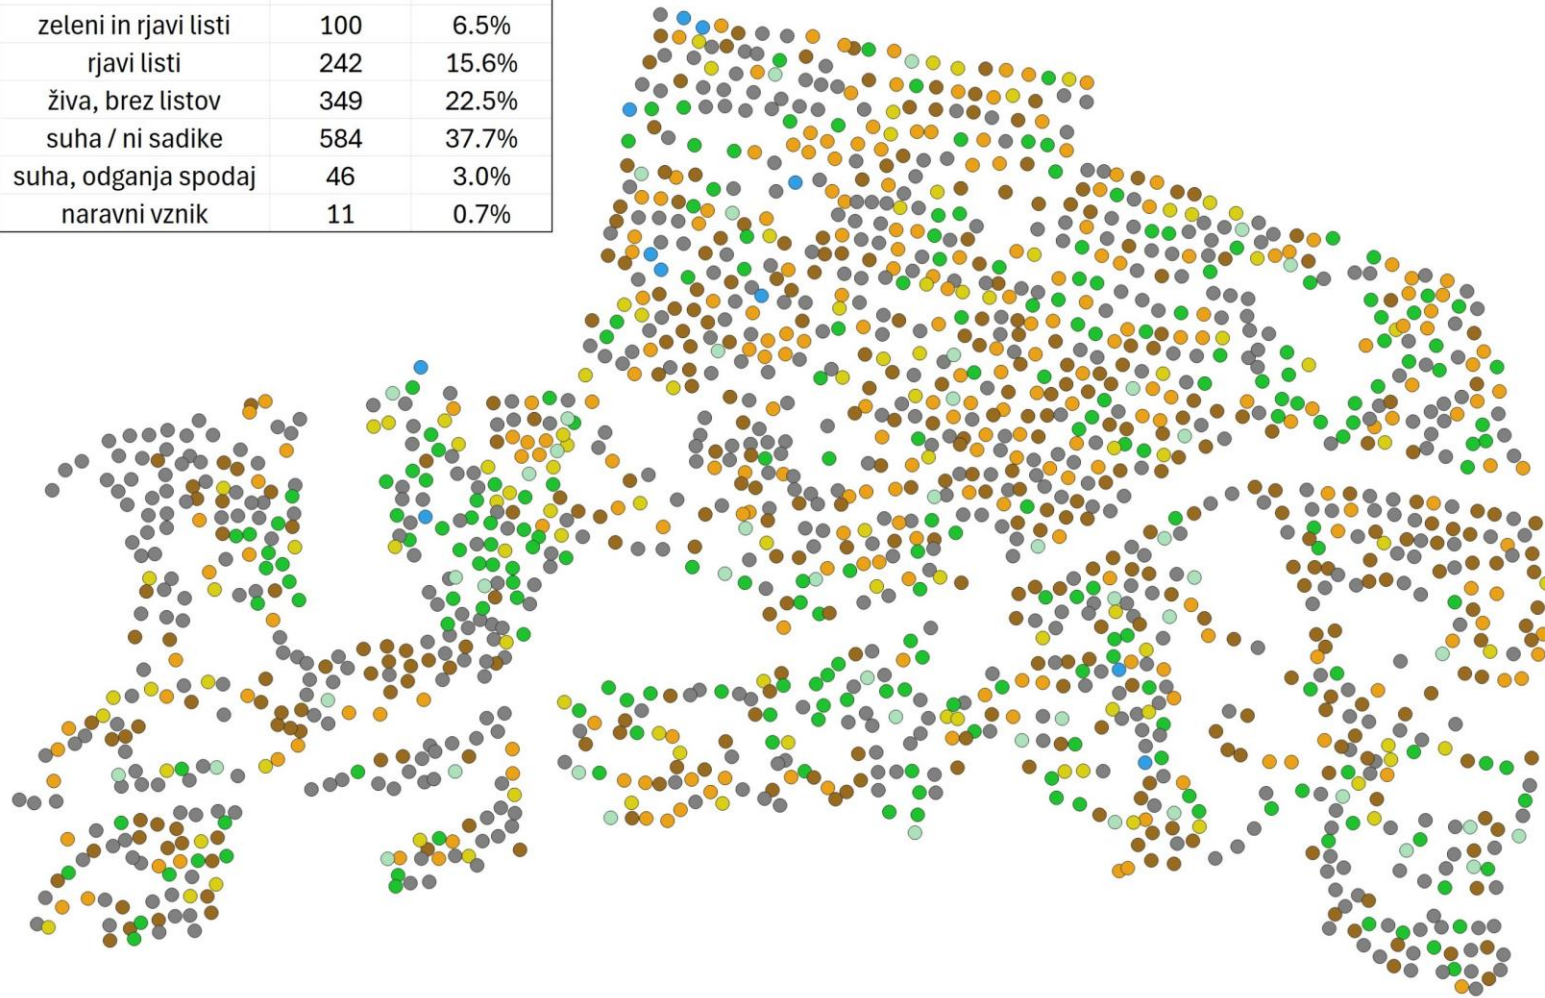 zeleni in rjavi listi 100 6.5%
rjavi listi 242 15.6%
živa, brez listov 349 22.5%
suha / ni sadike 584 37.7%
suha, odganja spodaj 46 3.0%
naravni vznik 11 0.7%